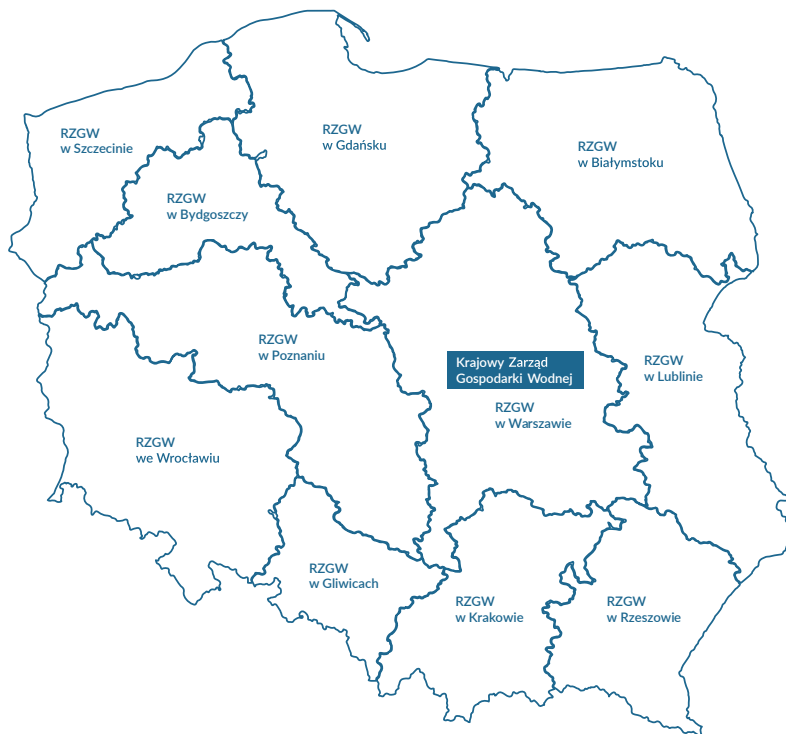 RZGW
w Szczecinie
RZGW
w Gdańsku
RZGW
w Białymstoku
RZGW
w Bydgoszczy
RZGW
w Poznaniu
Krajowy Zarząd
Gospodarki Wodnej
RZGW
w Lublinie
RZGW
w Warszawie
RZGW
we Wrocławiu
RZGW
w Gliwicach
RZGW
w Krakowie
RZGW
w Rzeszowie